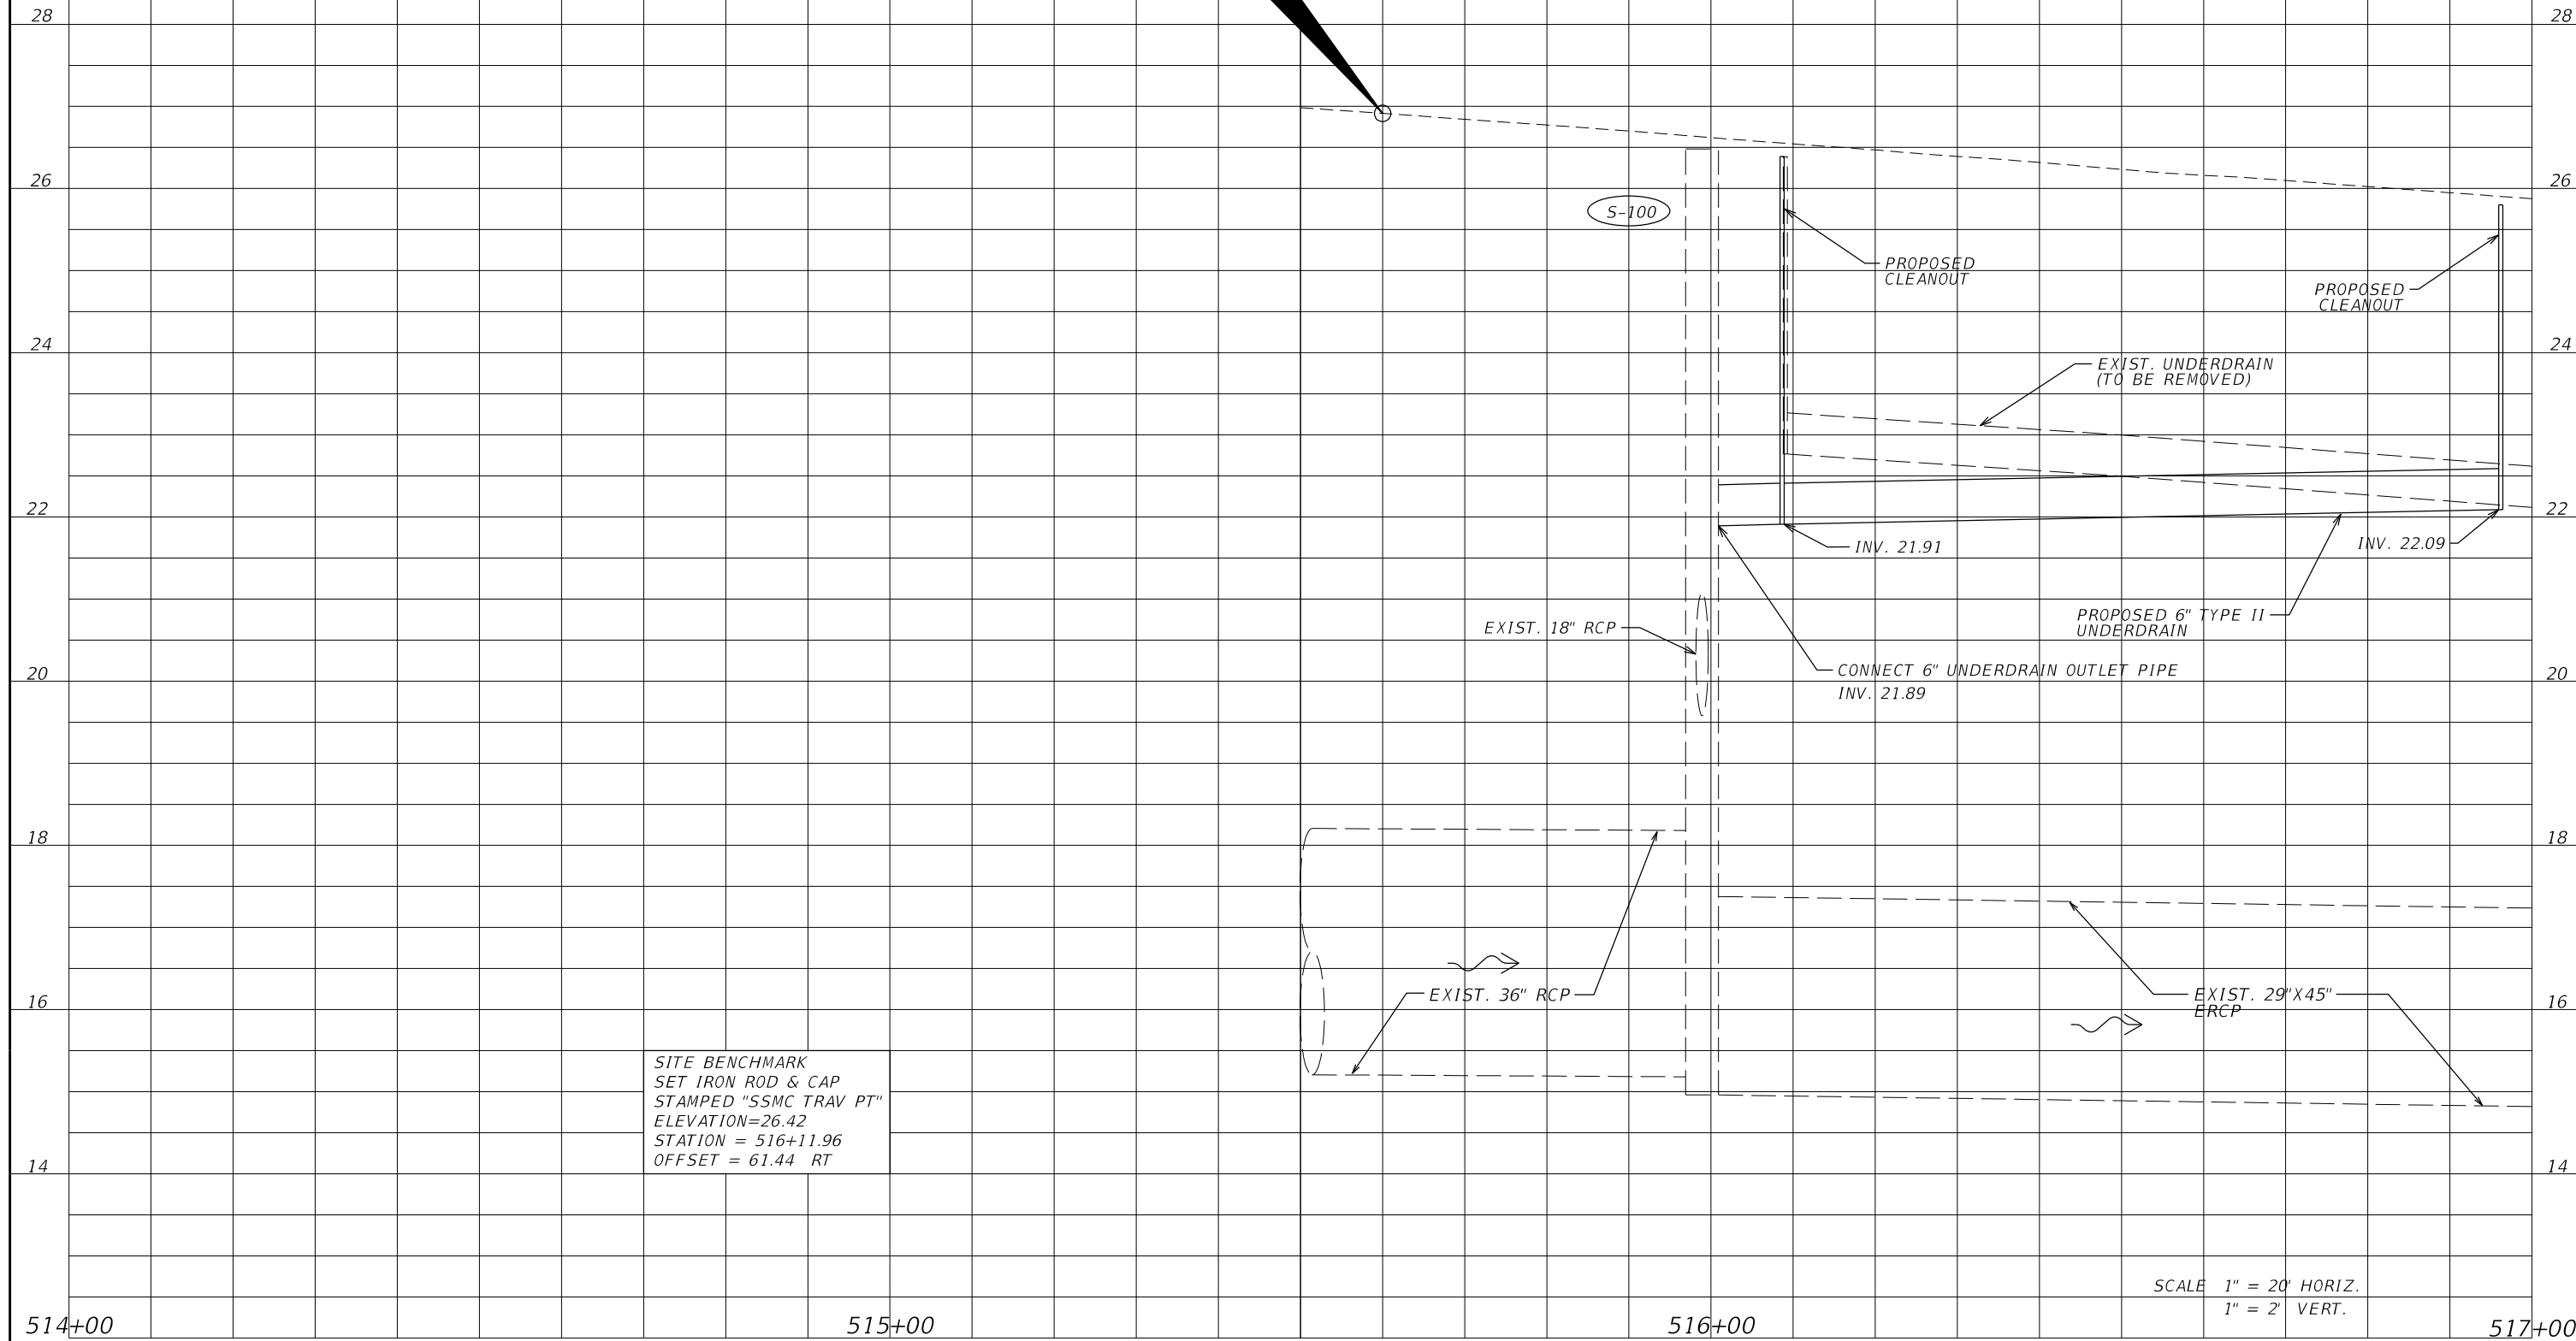 28
28
26
26
S-100
PROPOSED
CLEANOUT
PROPOSED
CLEANOUT
24
24
EXIST. UNDERDRAIN
(TO BE REMOVED)
22
22
INV. 21.91
INV. 22.09
EXIST. 18" RCP
PROPOSED 6" TYPE II
UNDERDRAIN
20
20
CONNECT 6" UNDERDRAIN OUTLET PIPE
INV. 21.89
18
18
16
16
EXIST. 36" RCP
EXIST. 29"X45"
ERCP
SITE BENCHMARK
SET IRON ROD & CAP
STAMPED "SSMC TRAV PT"
ELEVATION=26.42
STATION = 516+11.96
OFFSET = 61.44 RT
14
14
SCALE 1" = 20' HORIZ.
1" = 2' VERT.
514+00
515+00
516+00
517+00